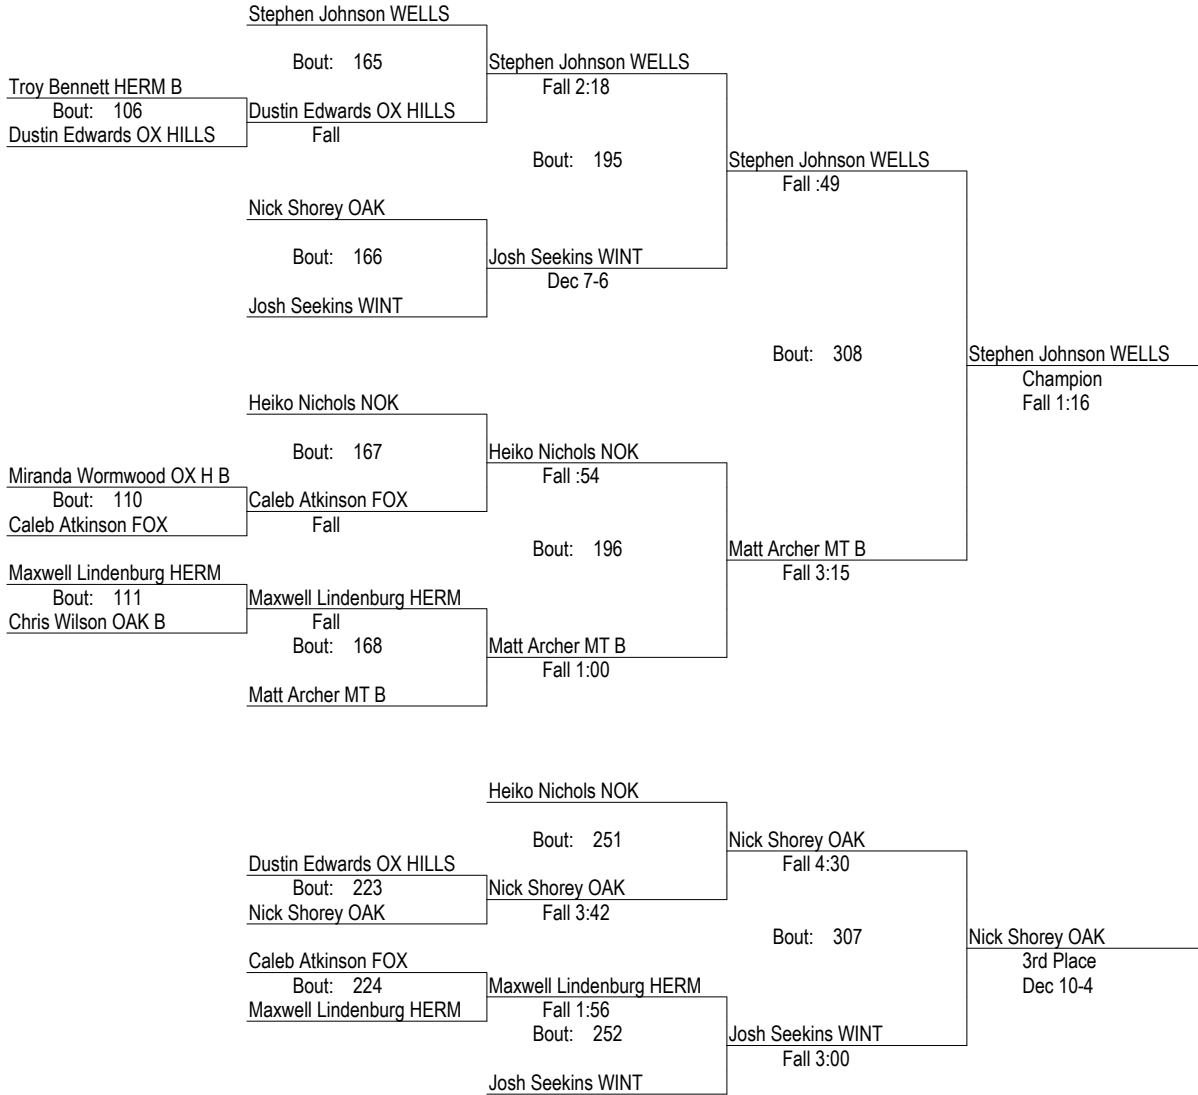 Stephen Johnson WELLS
Bout: 165
Stephen Johnson WELLS
Fall 2:18
Troy Bennett HERM B
Bout: 106
Dustin Edwards OX HILLS
Dustin Edwards OX HILLS
Fall
Bout: 195
Stephen Johnson WELLS
Fall :49
Nick Shorey OAK
Bout: 166
Josh Seekins WINT
Dec 7-6
Josh Seekins WINT
Bout: 308
Stephen Johnson WELLS
Champion
Fall 1:16
Heiko Nichols NOK
Bout: 167
Heiko Nichols NOK
Fall :54
Miranda Wormwood OX H B
Bout: 110
Caleb Atkinson FOX
Caleb Atkinson FOX
Fall
Bout: 196
Matt Archer MT B
Fall 3:15
Maxwell Lindenburg HERM
Bout: 111
Chris Wilson OAK B
Maxwell Lindenburg HERM
Fall
Bout: 168
Matt Archer MT B
Fall 1:00
Matt Archer MT B
Heiko Nichols NOK
Bout: 251
Nick Shorey OAK
Fall 4:30
Dustin Edwards OX HILLS
Bout: 223
Nick Shorey OAK
Nick Shorey OAK
Fall 3:42
Bout: 307
Nick Shorey OAK
3rd Place
Dec 10-4
Caleb Atkinson FOX
Bout: 224
Maxwell Lindenburg HERM
Maxwell Lindenburg HERM
Fall 1:56
Bout: 252
Josh Seekins WINT
Fall 3:00
Josh Seekins WINT